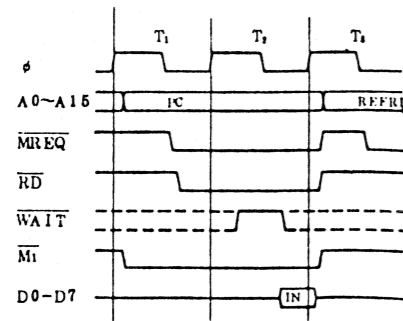 T₁ T₂ T₃
φ
A0~A15 PC REFR
MREQ
RD
WAIT
M1
D0-D7 IN